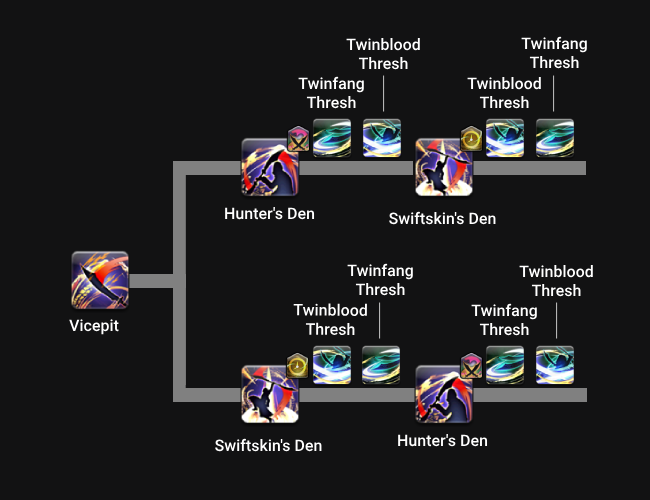 Twinblood
Thresh
Twinfang
Thresh
Twinfang
Thresh
Twinblood
Thresh
Hunter's Den
Swiftskin's Den
Vicepit
Twinfang
Thresh
Twinblood
Thresh
Twinblood
Thresh
Twinfang
Thresh
Swiftskin's Den
Hunter's Den